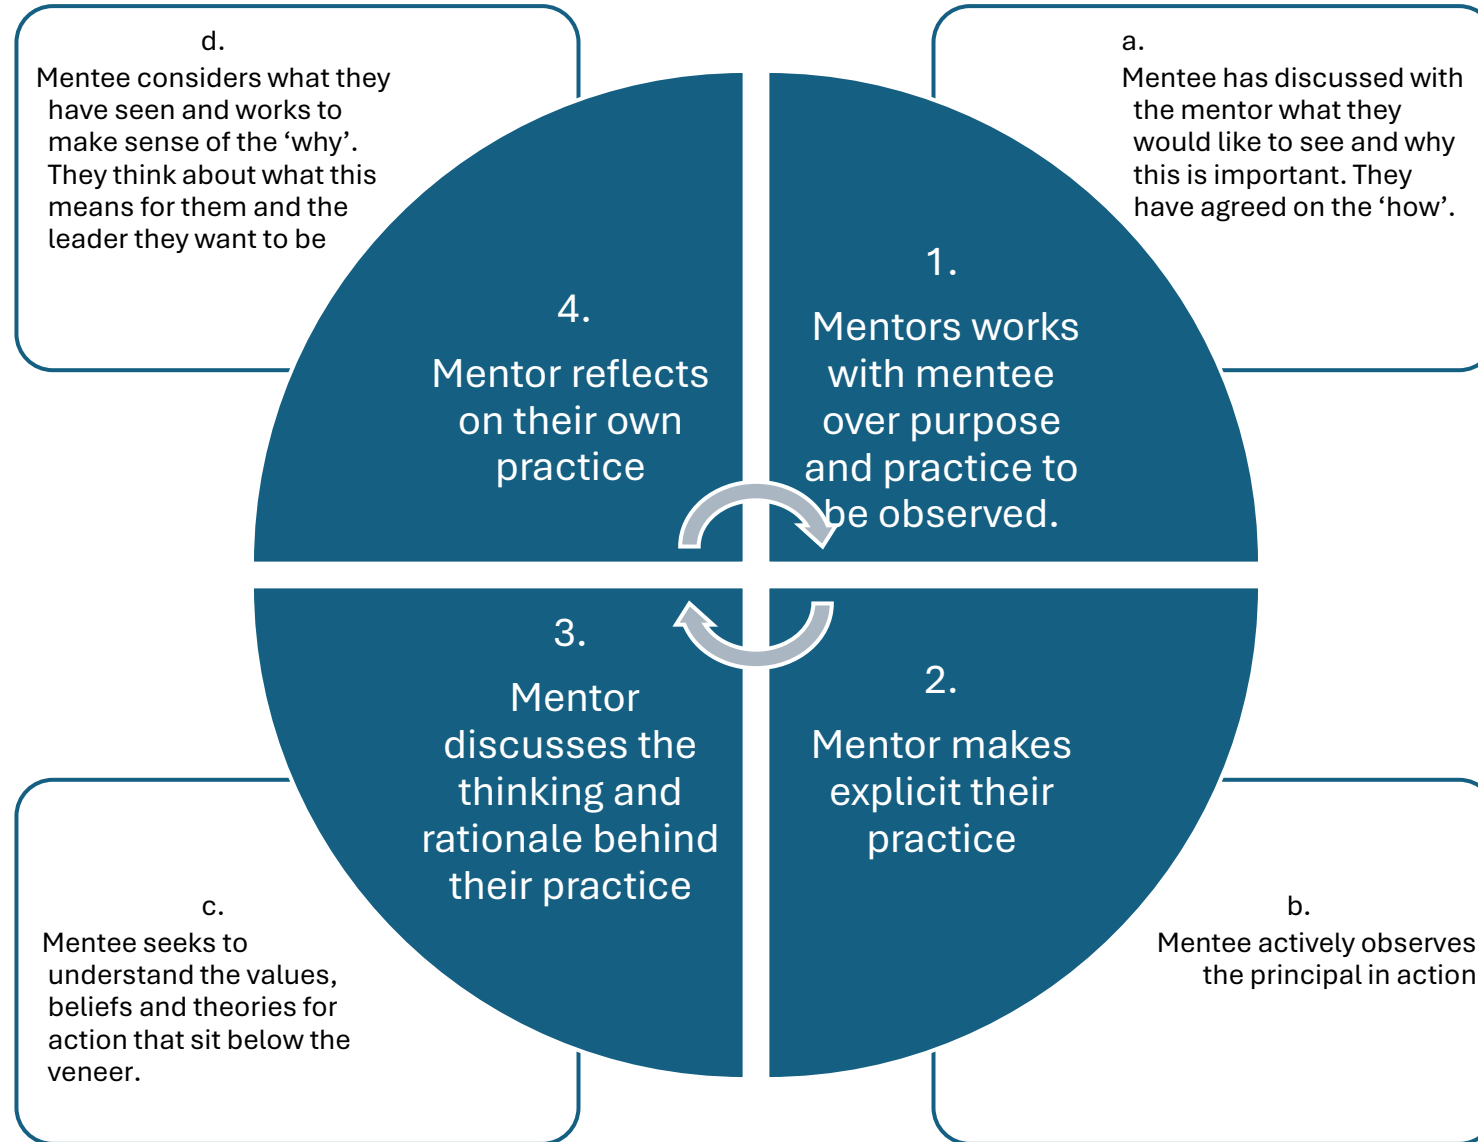 d.
Mentee considers what they
have seen and works to
make sense of the ‘why’.
They think about what this
means for them and the
leader they want to be
a.
Mentee has discussed with
the mentor what they
would like to see and why
this is important. They
have agreed on the ‘how’.
4.
Mentor reflects
on their own
practice
1.
Mentors works
with mentee
over purpose
and practice to
be observed.
3.
Mentor
discusses the
thinking and
rationale behind
their practice
2.
Mentor makes
explicit their
practice
c.
Mentee seeks to
understand the values,
beliefs and theories for
action that sit below the
veneer.
b.
Mentee actively observes
the principal in action